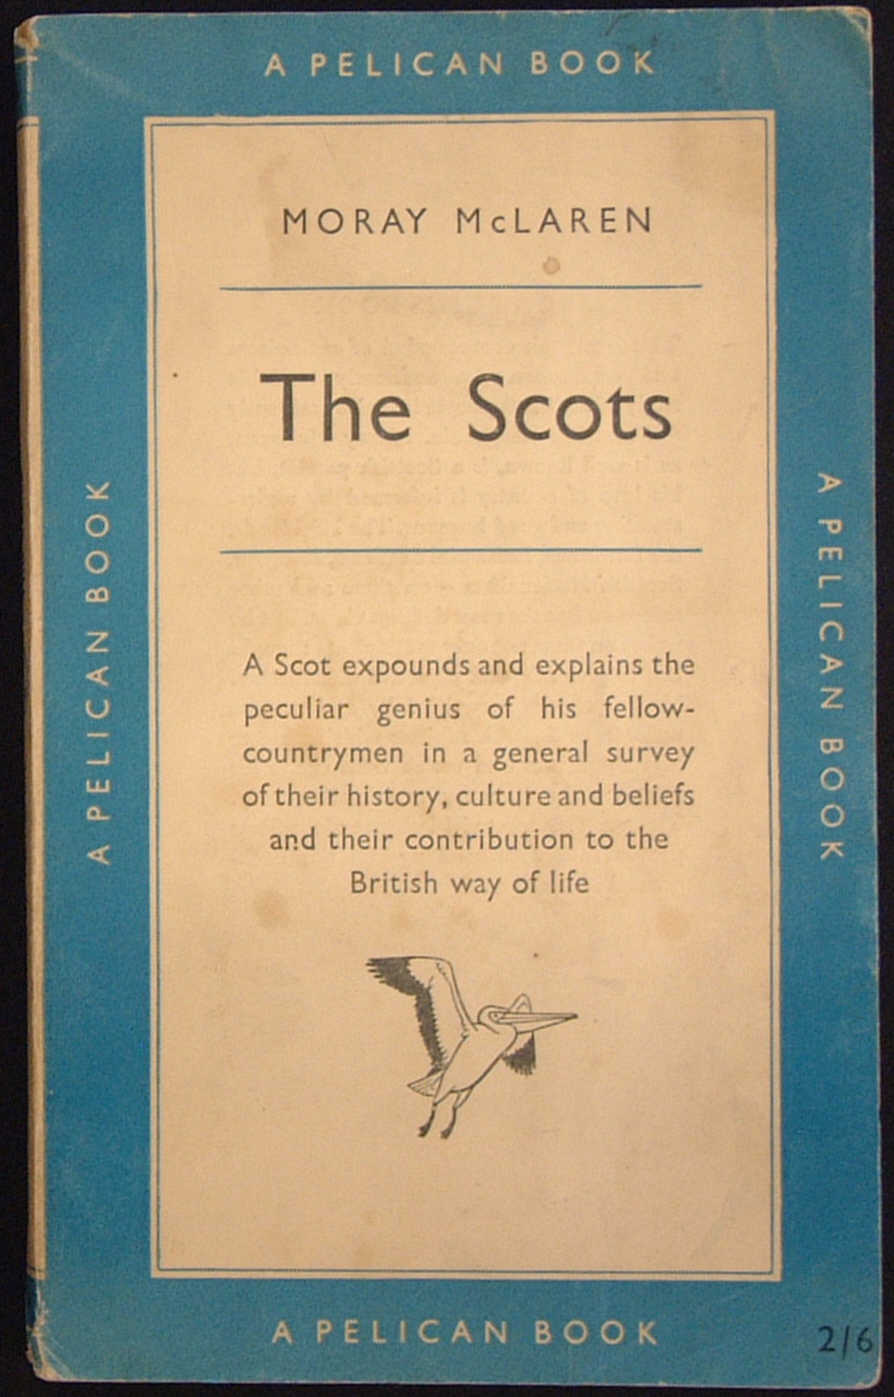 A PELICAN BOOK
MORAY McLAREN
The Scots
A Scot expounds and explains the
peculiar genius of his fellow-
countrymen in a general survey
of their history, culture and beliefs
and their contribution to the
British way of life
A PELICAN BOOK
A PELICAN BOOK
A PELICAN BOOK
2/6